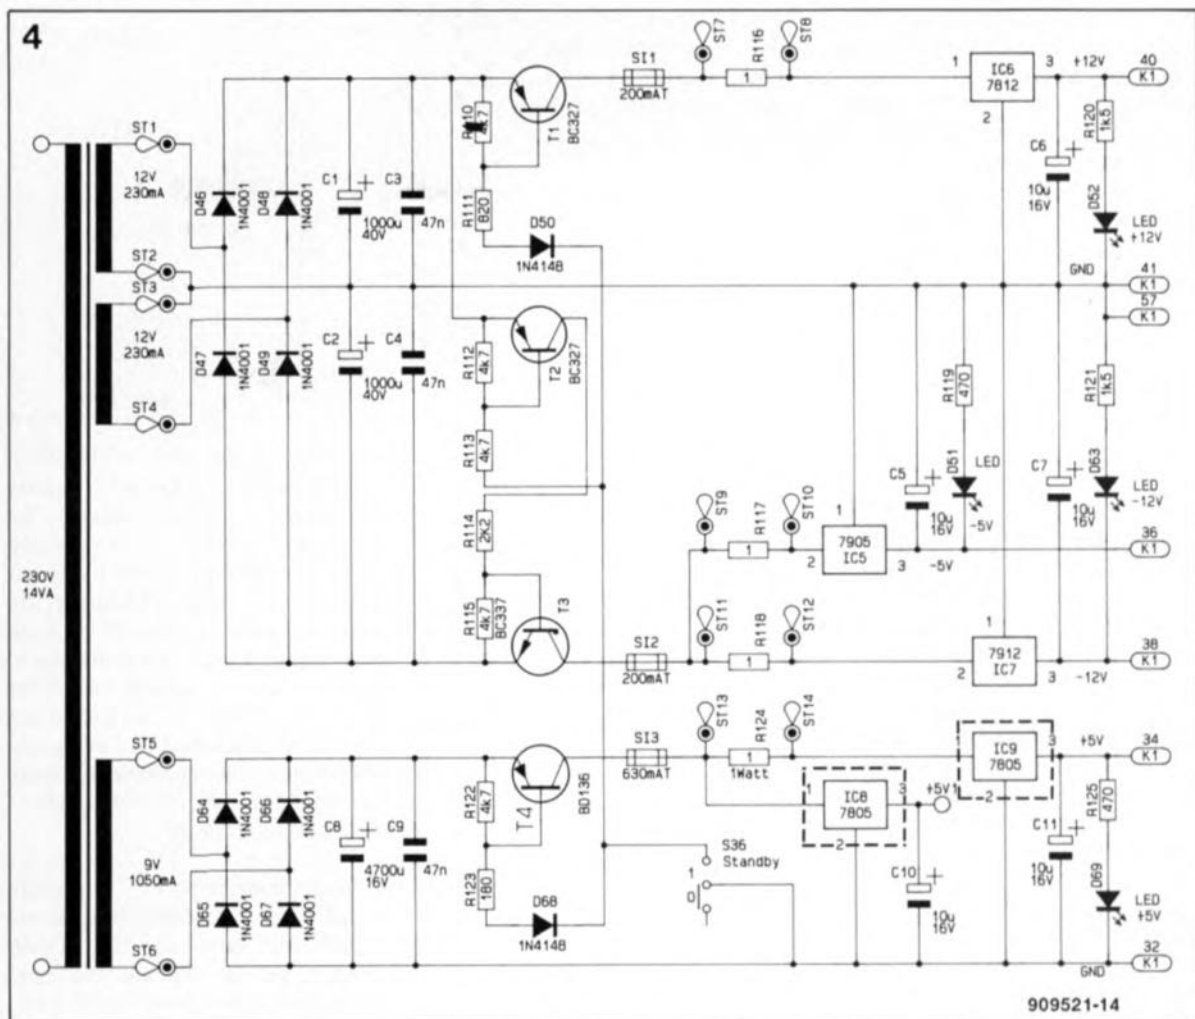 4
ST7
R116
ST8
SI1
200mAT
1
1
IC6
7812
3
+12V
2
40
K1
ST1
12V
230mA
ST2
ST3
12V
230mA
ST4
D46
1N4001
D48
1N4001
C1
+
1000u
40V
C3
47n
4k7
T1
BC327
R111
820
D50
1N4148
C6
+
10u
16V
R120
1k5
D52
LED
+12V
GND
41
K1
57
K1
D47
1N4001
D49
1N4001
C2
+
1000u
40V
C4
47n
R112
4k7
T2
BC327
R113
4k7
R114
2k2
R115
4k7
BC337
T3
R119
470
R121
1k5
C5
+
10u
16V
D51
LED
-5V
C7
+
10u
16V
D63
LED
-12V
ST9
R117
ST10
1
1
2
7905
IC5
3
-5V
36
K1
230V
14VA
ST11
R118
ST12
SI2
200mAT
1
1
2
7912
IC7
3
-12V
38
K1
ST5
9V
1050mA
ST6
D64
1N4001
D66
1N4001
D65
1N4001
D67
1N4001
C8
+
4700u
16V
C9
47n
R122
4k7
T4
BD136
R123
180
D68
1N4148
SI3
630mAT
ST13
R124
ST14
1
1Watt
1
IC8
7805
3
2
+5V1
1
IC9
7805
3
2
+5V
34
K1
S36
Standby
1
0
C10
+
10u
16V
C11
+
10u
16V
R125
470
D69
LED
+5V
GND
32
K1
909521-14